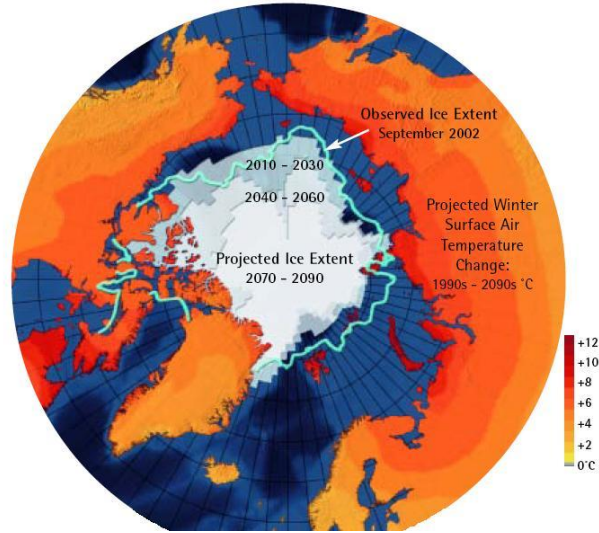 Observed Ice Extent
September 2002
2010 - 2030
2040 - 2060
Projected Ice Extent
2070 - 2090
Projected Winter
Surface Air
Temperature
Change:
1990s - 2090s °C
+12
+10
+8
+6
+4
+2
0°C